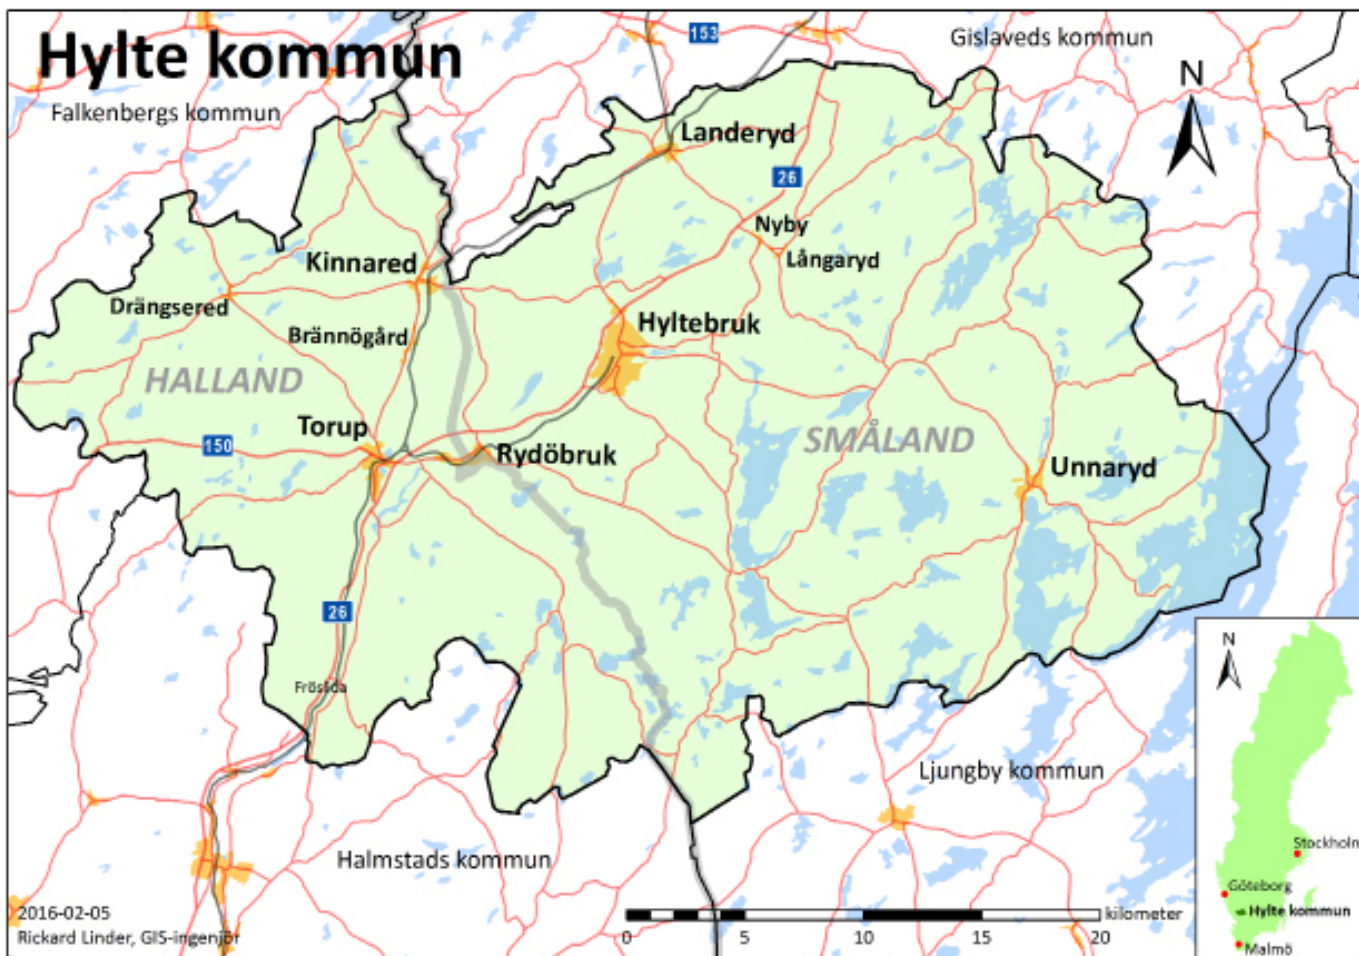 Hylte kommun
153
Gislaveds kommun
N
Falkenbergs kommun
Landeryd
26
Nyby
Långaryd
Kinnared
Drängsered
Brännögård
Hyltebruk
HALLAND
Torup
150
Rydöbruk
SMÅLAND
Unnaryd
26
Frösida
N
Ljungby kommun
Halmstads kommun
Stockholm
Göteborg
Hylte kommun
Malmö
2016-02-05
Rickard Linder, GIS-ingenjör
kilometer
0 5 10 15 20